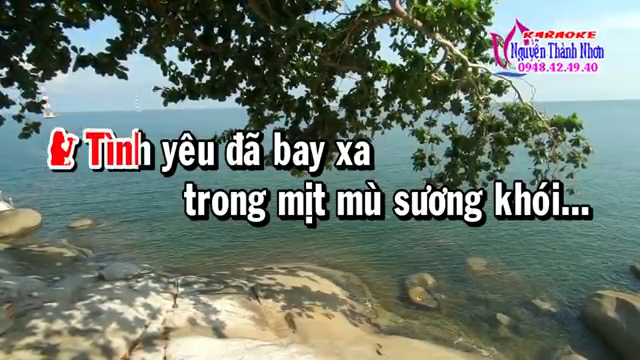 KARAOKE
Nguyễn Thành Nhơn
0948.42.49.40
Tình yêu đã bay xa
trong mịt mù sương khói...